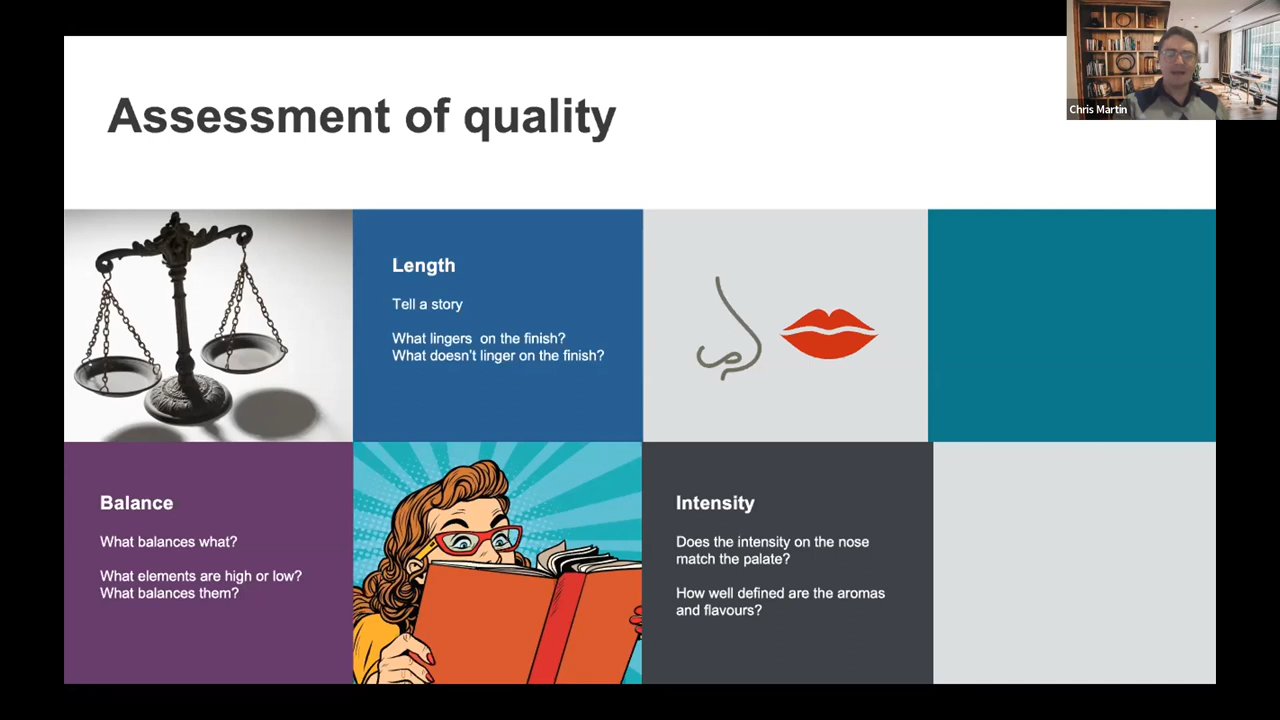 Assessment of quality
Chris Martin
Length
Tell a story
What lingers  on the finish?
What doesn't linger on the finish?
Balance
What balances what?
What elements are high or low?
What balances them?
Intensity
Does the intensity on the nose
match the palate?
How well defined are the aromas
and flavours?